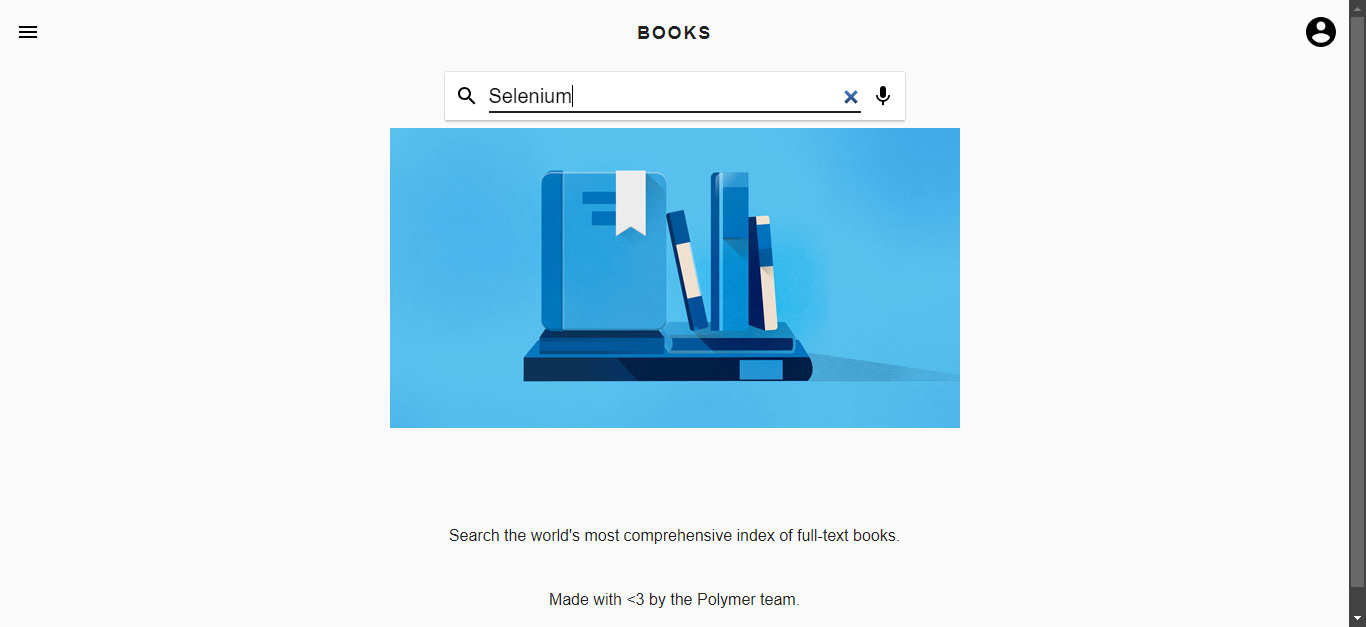 BOOKS
Selenium
Search the world's most comprehensive index of full-text books.
Made with <3 by the Polymer team.